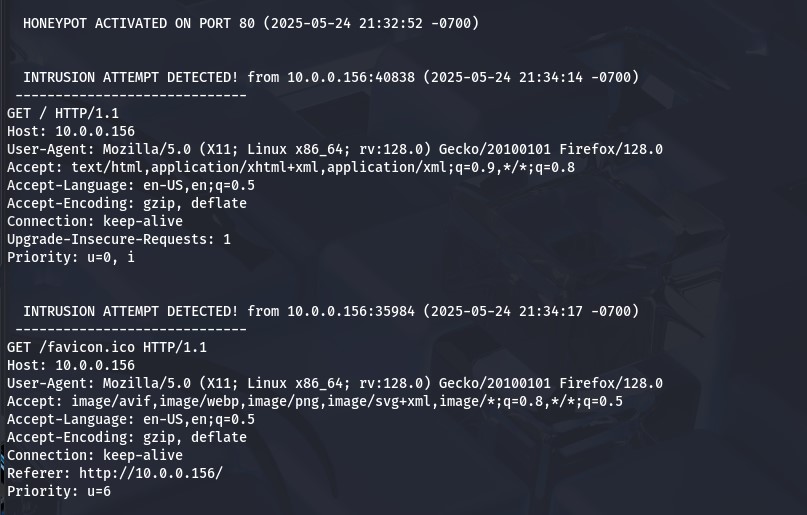 HONEYPOT ACTIVATED ON PORT 80 (2025-05-24 21:32:52 -0700)
INTRUSION ATTEMPT DETECTED! from 10.0.0.156:40838 (2025-05-24 21:34:14 -0700)
-----------------------------
GET / HTTP/1.1
Host: 10.0.0.156
User-Agent: Mozilla/5.0 (X11; Linux x86_64; rv:128.0) Gecko/20100101 Firefox/128.0
Accept: text/html,application/xhtml+xml,application/xml;q=0.9,*/*;q=0.8
Accept-Language: en-US,en;q=0.5
Accept-Encoding: gzip, deflate
Connection: keep-alive
Upgrade-Insecure-Requests: 1
Priority: u=0, i
INTRUSION ATTEMPT DETECTED! from 10.0.0.156:35984 (2025-05-24 21:34:17 -0700)
-----------------------------
GET /favicon.ico HTTP/1.1
Host: 10.0.0.156
User-Agent: Mozilla/5.0 (X11; Linux x86_64; rv:128.0) Gecko/20100101 Firefox/128.0
Accept: image/avif,image/webp,image/png,image/svg+xml,image/*;q=0.8,*/*;q=0.5
Accept-Language: en-US,en;q=0.5
Accept-Encoding: gzip, deflate
Connection: keep-alive
Referer: http://10.0.0.156/
Priority: u=6